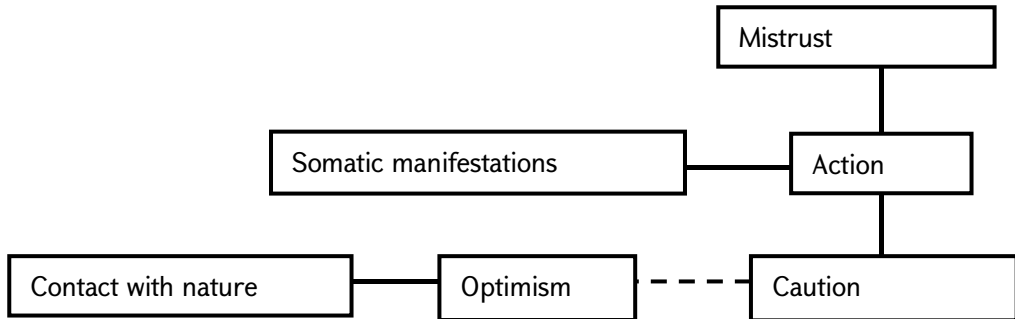 Mistrust
Somatic manifestations
Action
Contact with nature
Optimism
Caution